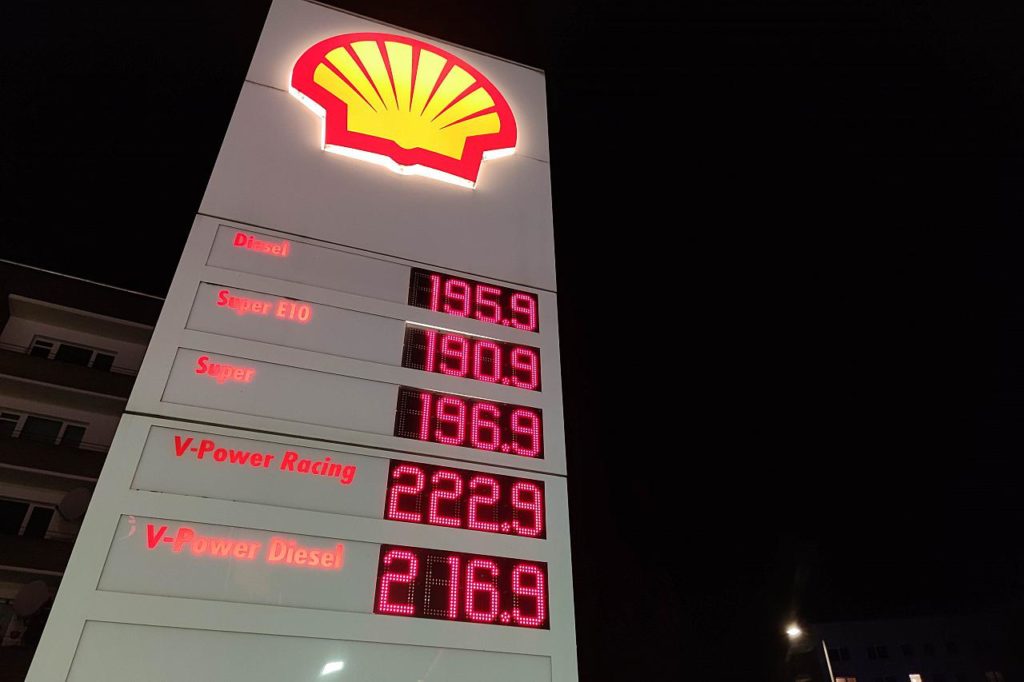 Diesel 195.9
Super E10 190.9
Super 196.9
V-Power Racing 222.9
V-Power Diesel 216.9